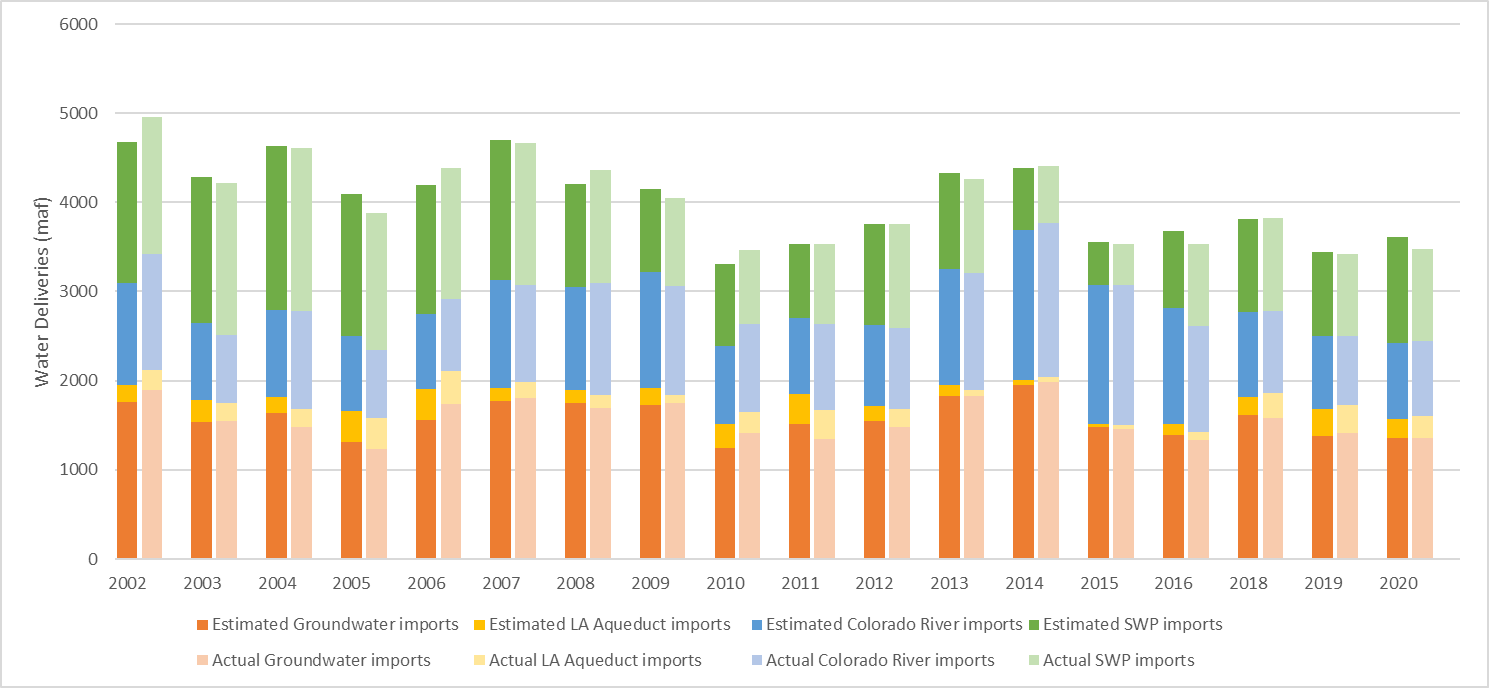 6000
5000
4000
3000
2000
1000
0
Water Deliveries (maf)
2002 2003 2004 2005 2006 2007 2008 2009 2010 2011 2012 2013 2014 2015 2016 2018 2019 2020
Estimated Groundwater imports Estimated LA Aqueduct imports Estimated Colorado River imports Estimated SWP imports
Actual Groundwater imports Actual LA Aqueduct imports Actual Colorado River imports Actual SWP imports